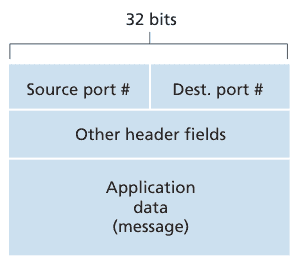 32 bits
Source port #
Dest. port #
Other header fields
Application
data
(message)